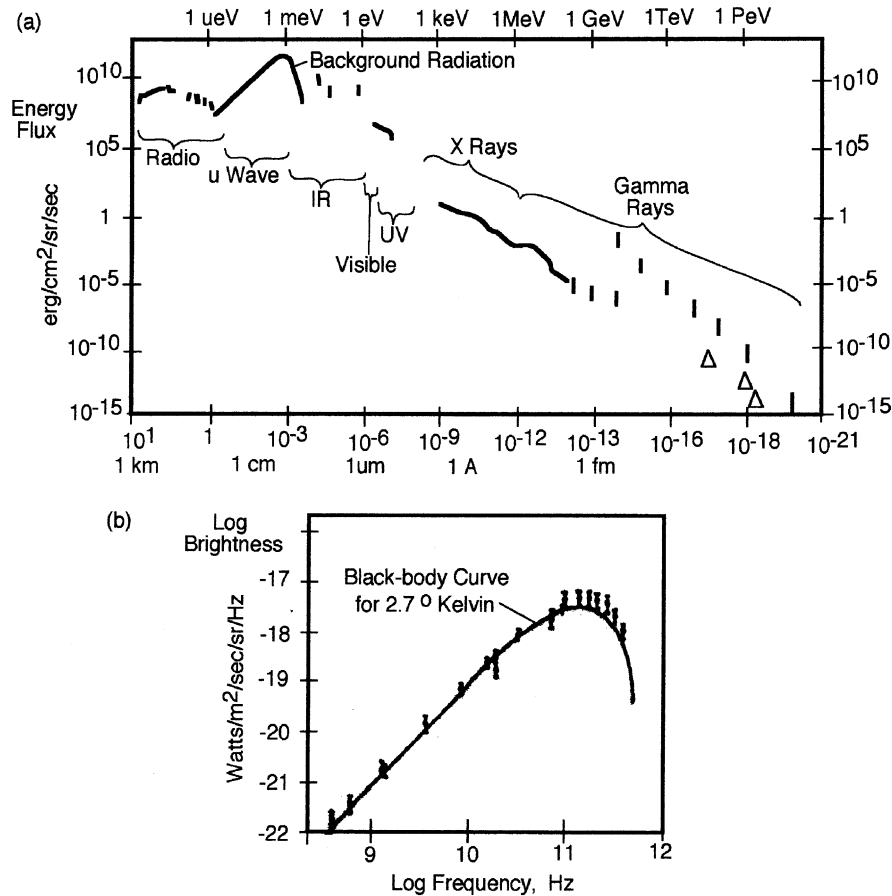 (a)
1 ueV 1 meV 1 eV 1 keV 1MeV 1 GeV 1TeV 1 PeV
Background Radiation
10^10 10^10
Energy
Flux
10^5 10^5
X Rays
Radio
u Wave
IR
Gamma
Rays
1 1
UV
Visible
erg/cm2/sr/sec
10^-5 10^-5
10^-10 10^-10
10^-15 10^-15
10^1 1 10^-3 10^-6 10^-9 10^-12 10^-13 10^-16 10^-18 10^-21
1 km 1 cm 1um 1 A 1 fm
(b)
Log
Brightness
-17
Black-body Curve
for 2.7 ° Kelvin
-18
-19
-20
-21
-22
Watts/m2/sec/sr/Hz
9 10 11 12
Log Frequency, Hz